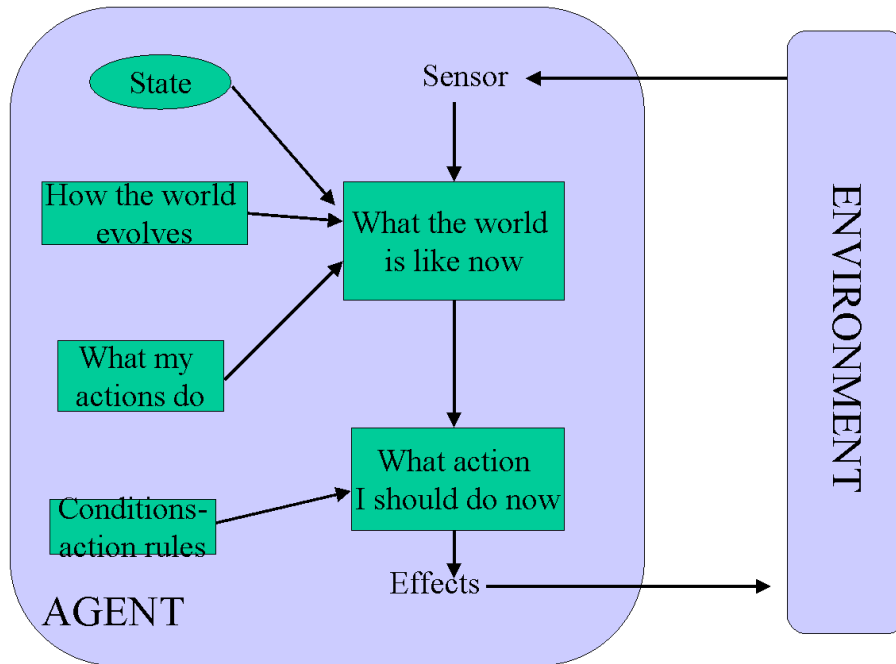 State
Sensor
How the world
evolves
What the world
is like now
What my
actions do
What action
I should do now
Conditions-
action rules
Effects
AGENT
ENVIRONMENT